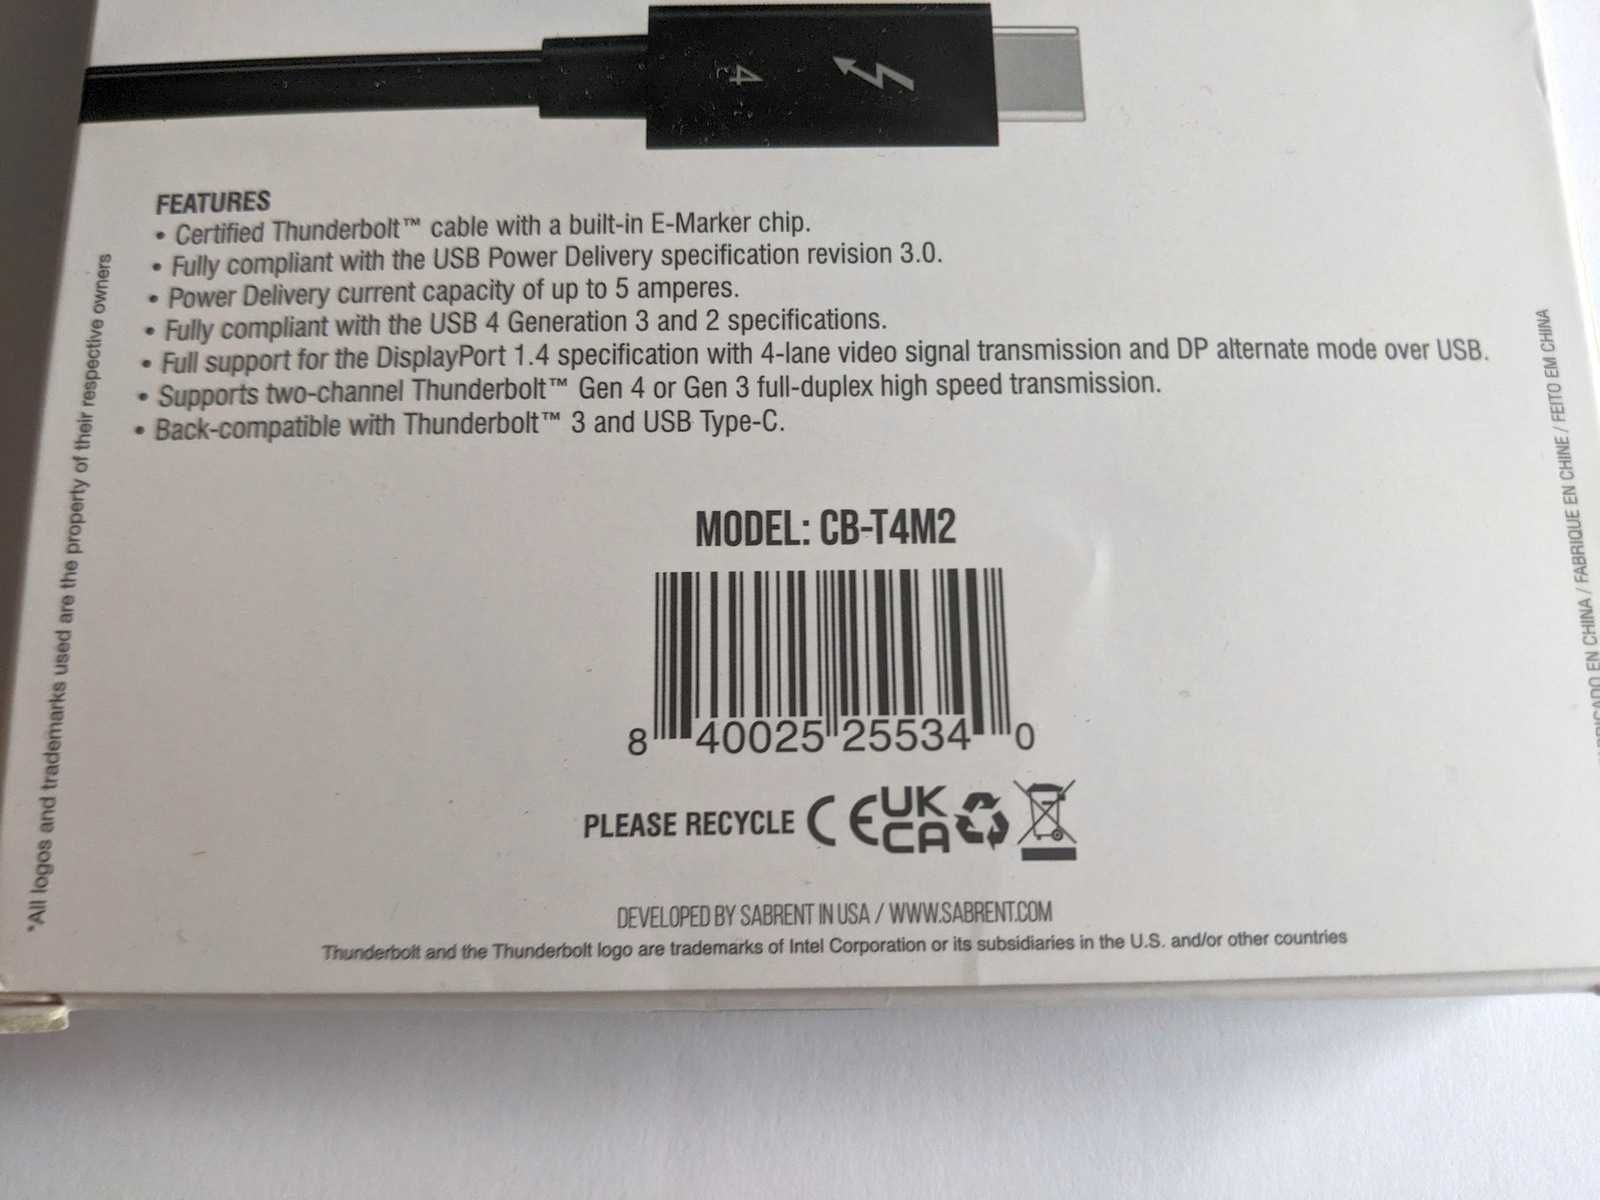 4
FEATURES
• Certified Thunderbolt™ cable with a built-in E-Marker chip.
• Fully compliant with the USB Power Delivery specification revision 3.0.
• Power Delivery current capacity of up to 5 amperes.
• Fully compliant with the USB 4 Generation 3 and 2 specifications.
• Full support for the DisplayPort 1.4 specification with 4-lane video signal transmission and DP alternate mode over USB.
• Supports two-channel Thunderbolt™ Gen 4 or Gen 3 full-duplex high speed transmission.
• Back-compatible with Thunderbolt™ 3 and USB Type-C.
*All logos and trademarks used are the property of their respective owners
EN CHINA / FABRIQUE EN CHINE / FEITO EM CHINA
MODEL: CB-T4M2
8 40025 25534 0
PLEASE RECYCLE CE UK
CA
DEVELOPED BY SABRENT IN USA / WWW.SABRENT.COM
Thunderbolt and the Thunderbolt logo are trademarks of Intel Corporation or its subsidiaries in the U.S. and/or other countries